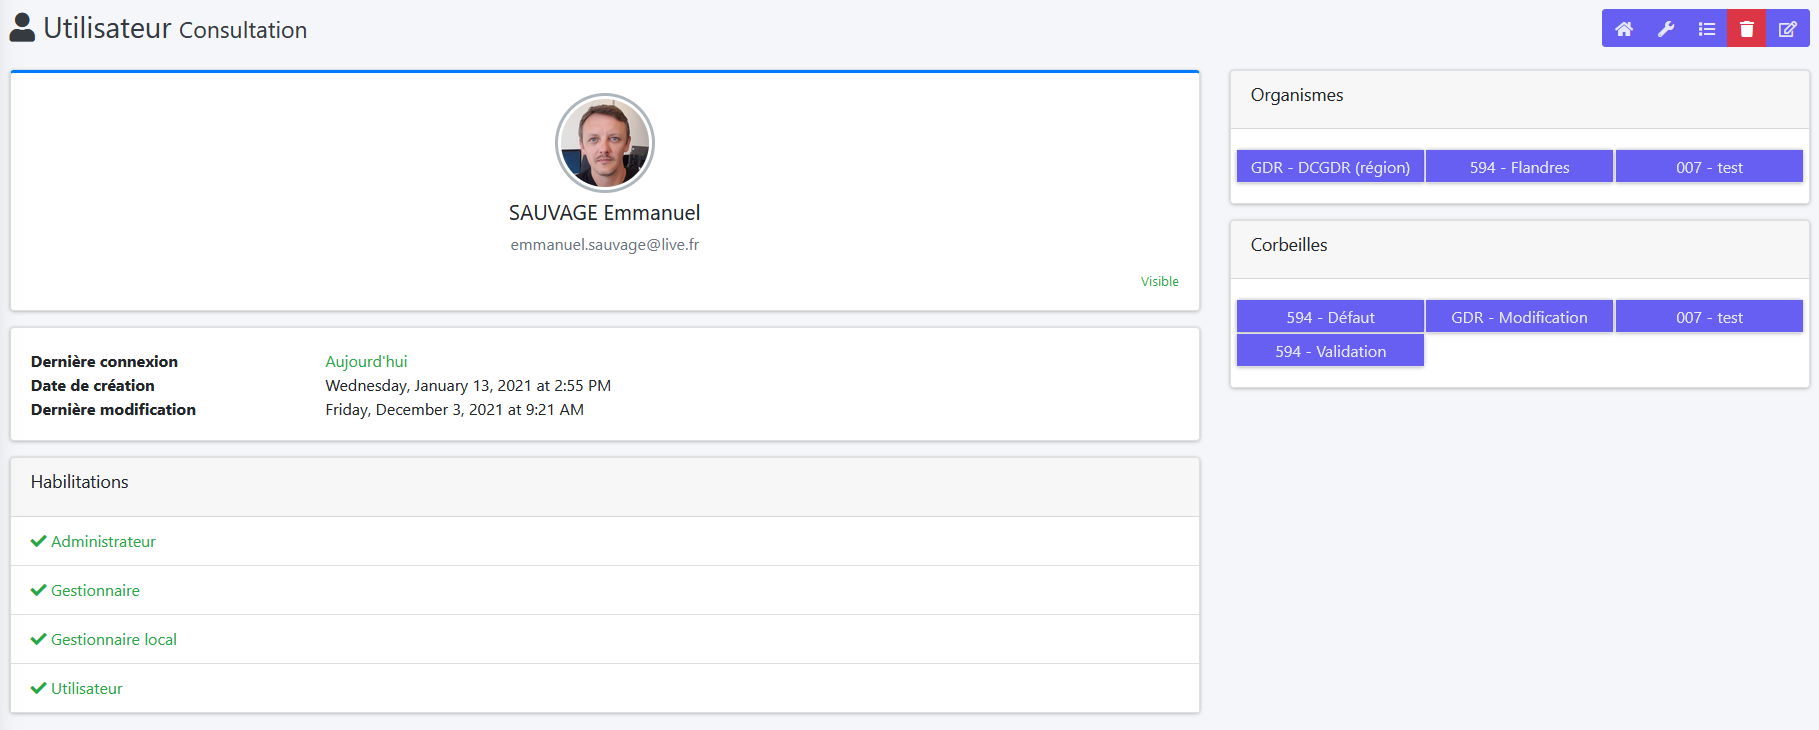 Utilisateur Consultation
SAUVAGE Emmanuel
emmanuel.sauvage@live.fr
Visible
Dernière connexion Aujourd'hui
Date de création Wednesday, January 13, 2021 at 2:55 PM
Dernière modification Friday, December 3, 2021 at 9:21 AM
Habilitations
Administrateur
Gestionnaire
Gestionnaire local
Utilisateur
Organismes
GDR - DCGDR (région) 594 - Flandres 007 - test
Corbeilles
594 - Défaut GDR - Modification 007 - test
594 - Validation